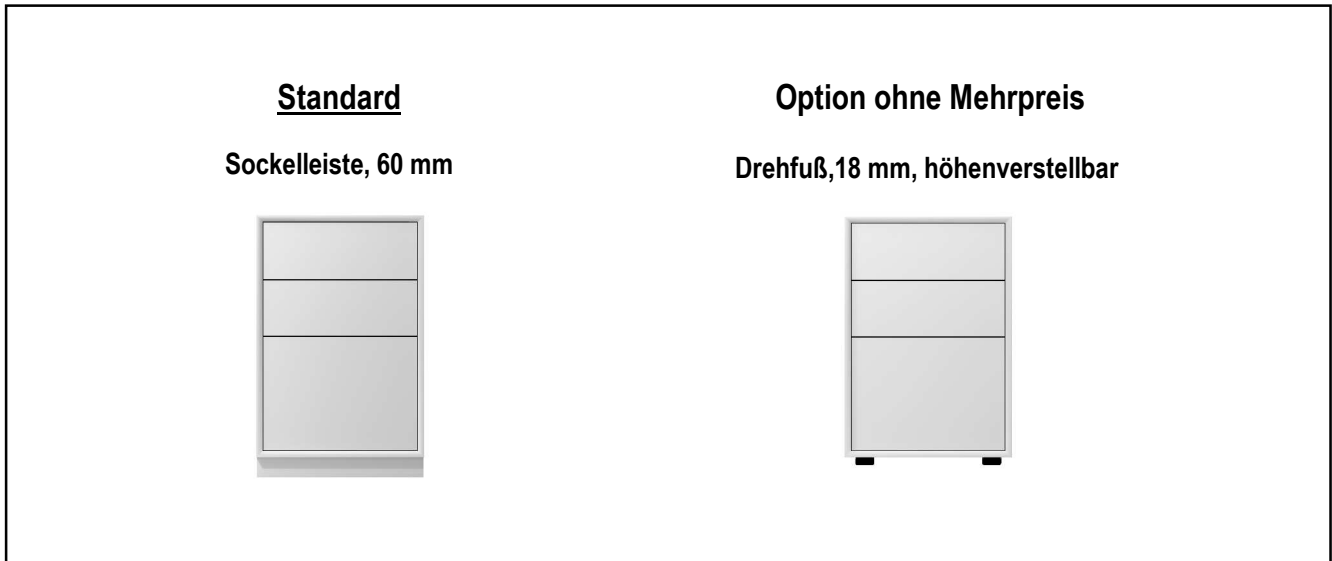 Standard
Sockelleiste, 60 mm
Option ohne Mehrpreis
Drehfuß,18 mm, höhenverstellbar